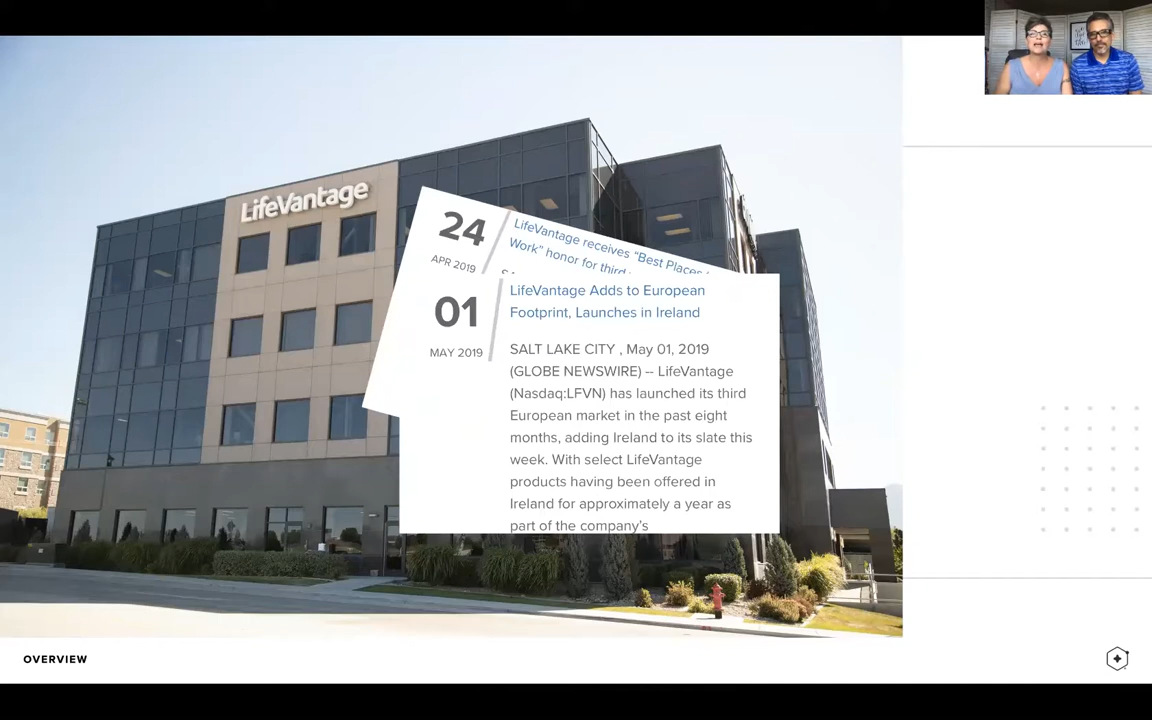 LifeVantage
24
APR 2019
LifeVantage receives "Best Places
Work" honor for third
01
MAY 2019
LifeVantage Adds to European
Footprint, Launches in Ireland
SALT LAKE CITY , May 01, 2019
(GLOBE NEWSWIRE) -- LifeVantage
(Nasdaq:LFVN) has launched its third
European market in the past eight
months, adding Ireland to its slate this
week. With select LifeVantage
products having been offered in
Ireland for approximately a year as
part of the company's
OVERVIEW